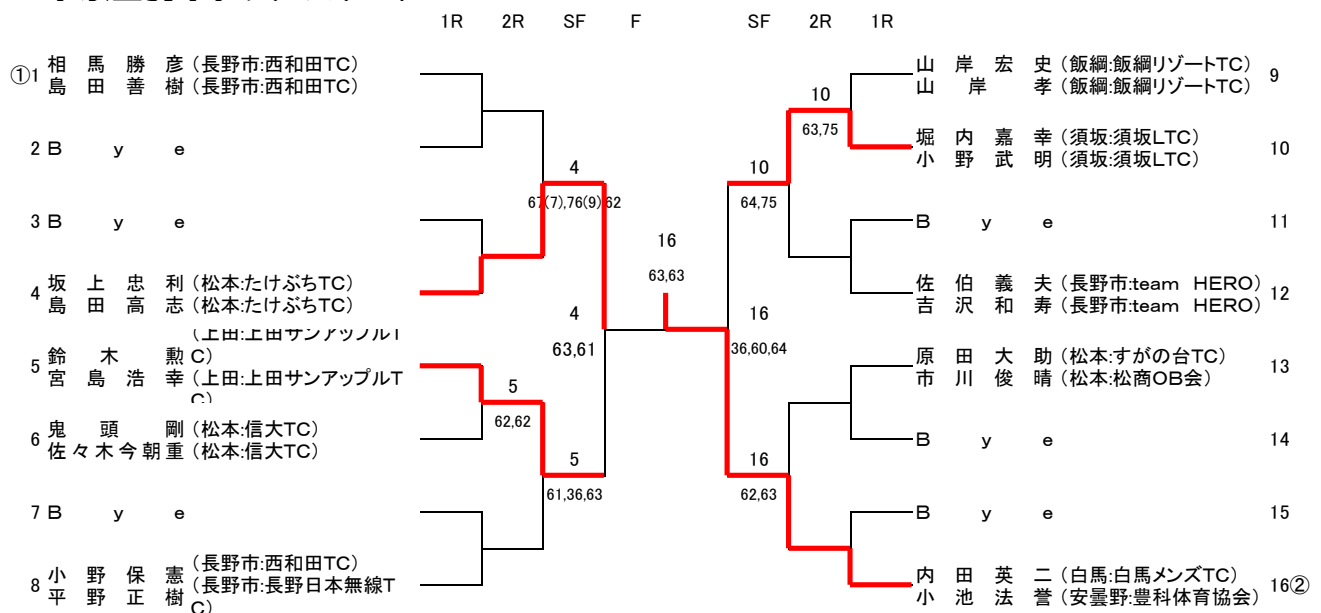 1R 2R SF F SF 2R 1R
①1 相馬勝彦(長野市:西和田TC)
島田善樹(長野市:西和田TC)
2 Bye
3 Bye
4 坂上忠利(松本:たけぶちTC)
島田高志(松本:たけぶちTC)
5 鈴木勲(上田:上田サンアップルTC)
宮島浩幸(上田:上田サンアップルTC)
6 鬼頭剛(松本:信大TC)
佐々木今朝重(松本:信大TC)
7 Bye
8 小野保憲(長野市:西和田TC)
平野正樹(長野市:長野日本無線TC)
4
67(7),76(9)62
5
62,62
5
61,36,63
4
63,61
16
63,63
10
63,75
10
64,75
16
36,60,64
16
62,63
山岸宏史(飯綱:飯綱リゾートTC) 9
山岸孝(飯綱:飯綱リゾートTC)
堀内嘉幸(須坂:須坂LTC) 10
小野武明(須坂:須坂LTC)
Bye 11
佐伯義夫(長野市:team HERO) 12
吉沢和寿(長野市:team HERO)
原田大助(松本:すがの台TC) 13
市川俊晴(松本:松商OB会)
Bye 14
Bye 15
内田英二(白馬:白馬メンズTC) 16②
小池法誉(安曇野:豊科体育協会)